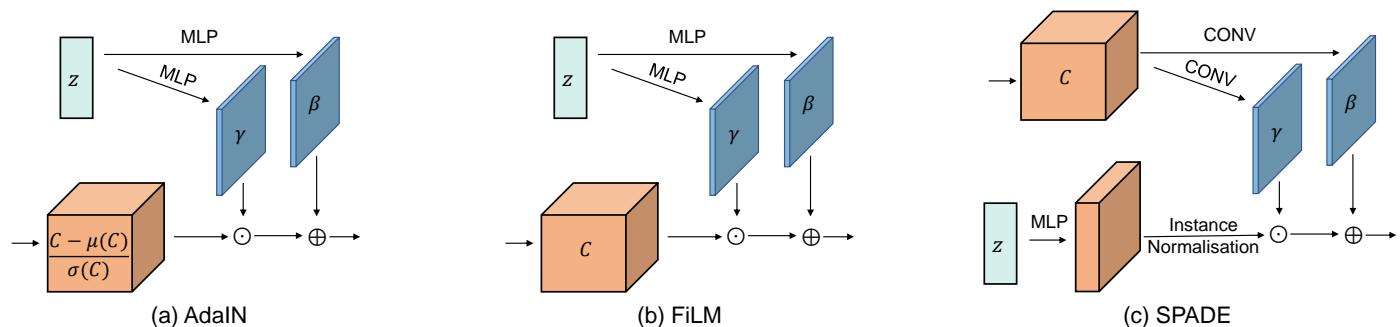 MLP
z
MLP
γ
β
C − μ(C)
σ(C)
(a) AdaIN
MLP
z
MLP
γ
β
C
(b) FiLM
C
CONV
CONV
γ
β
z
MLP
Instance
Normalisation
(c) SPADE